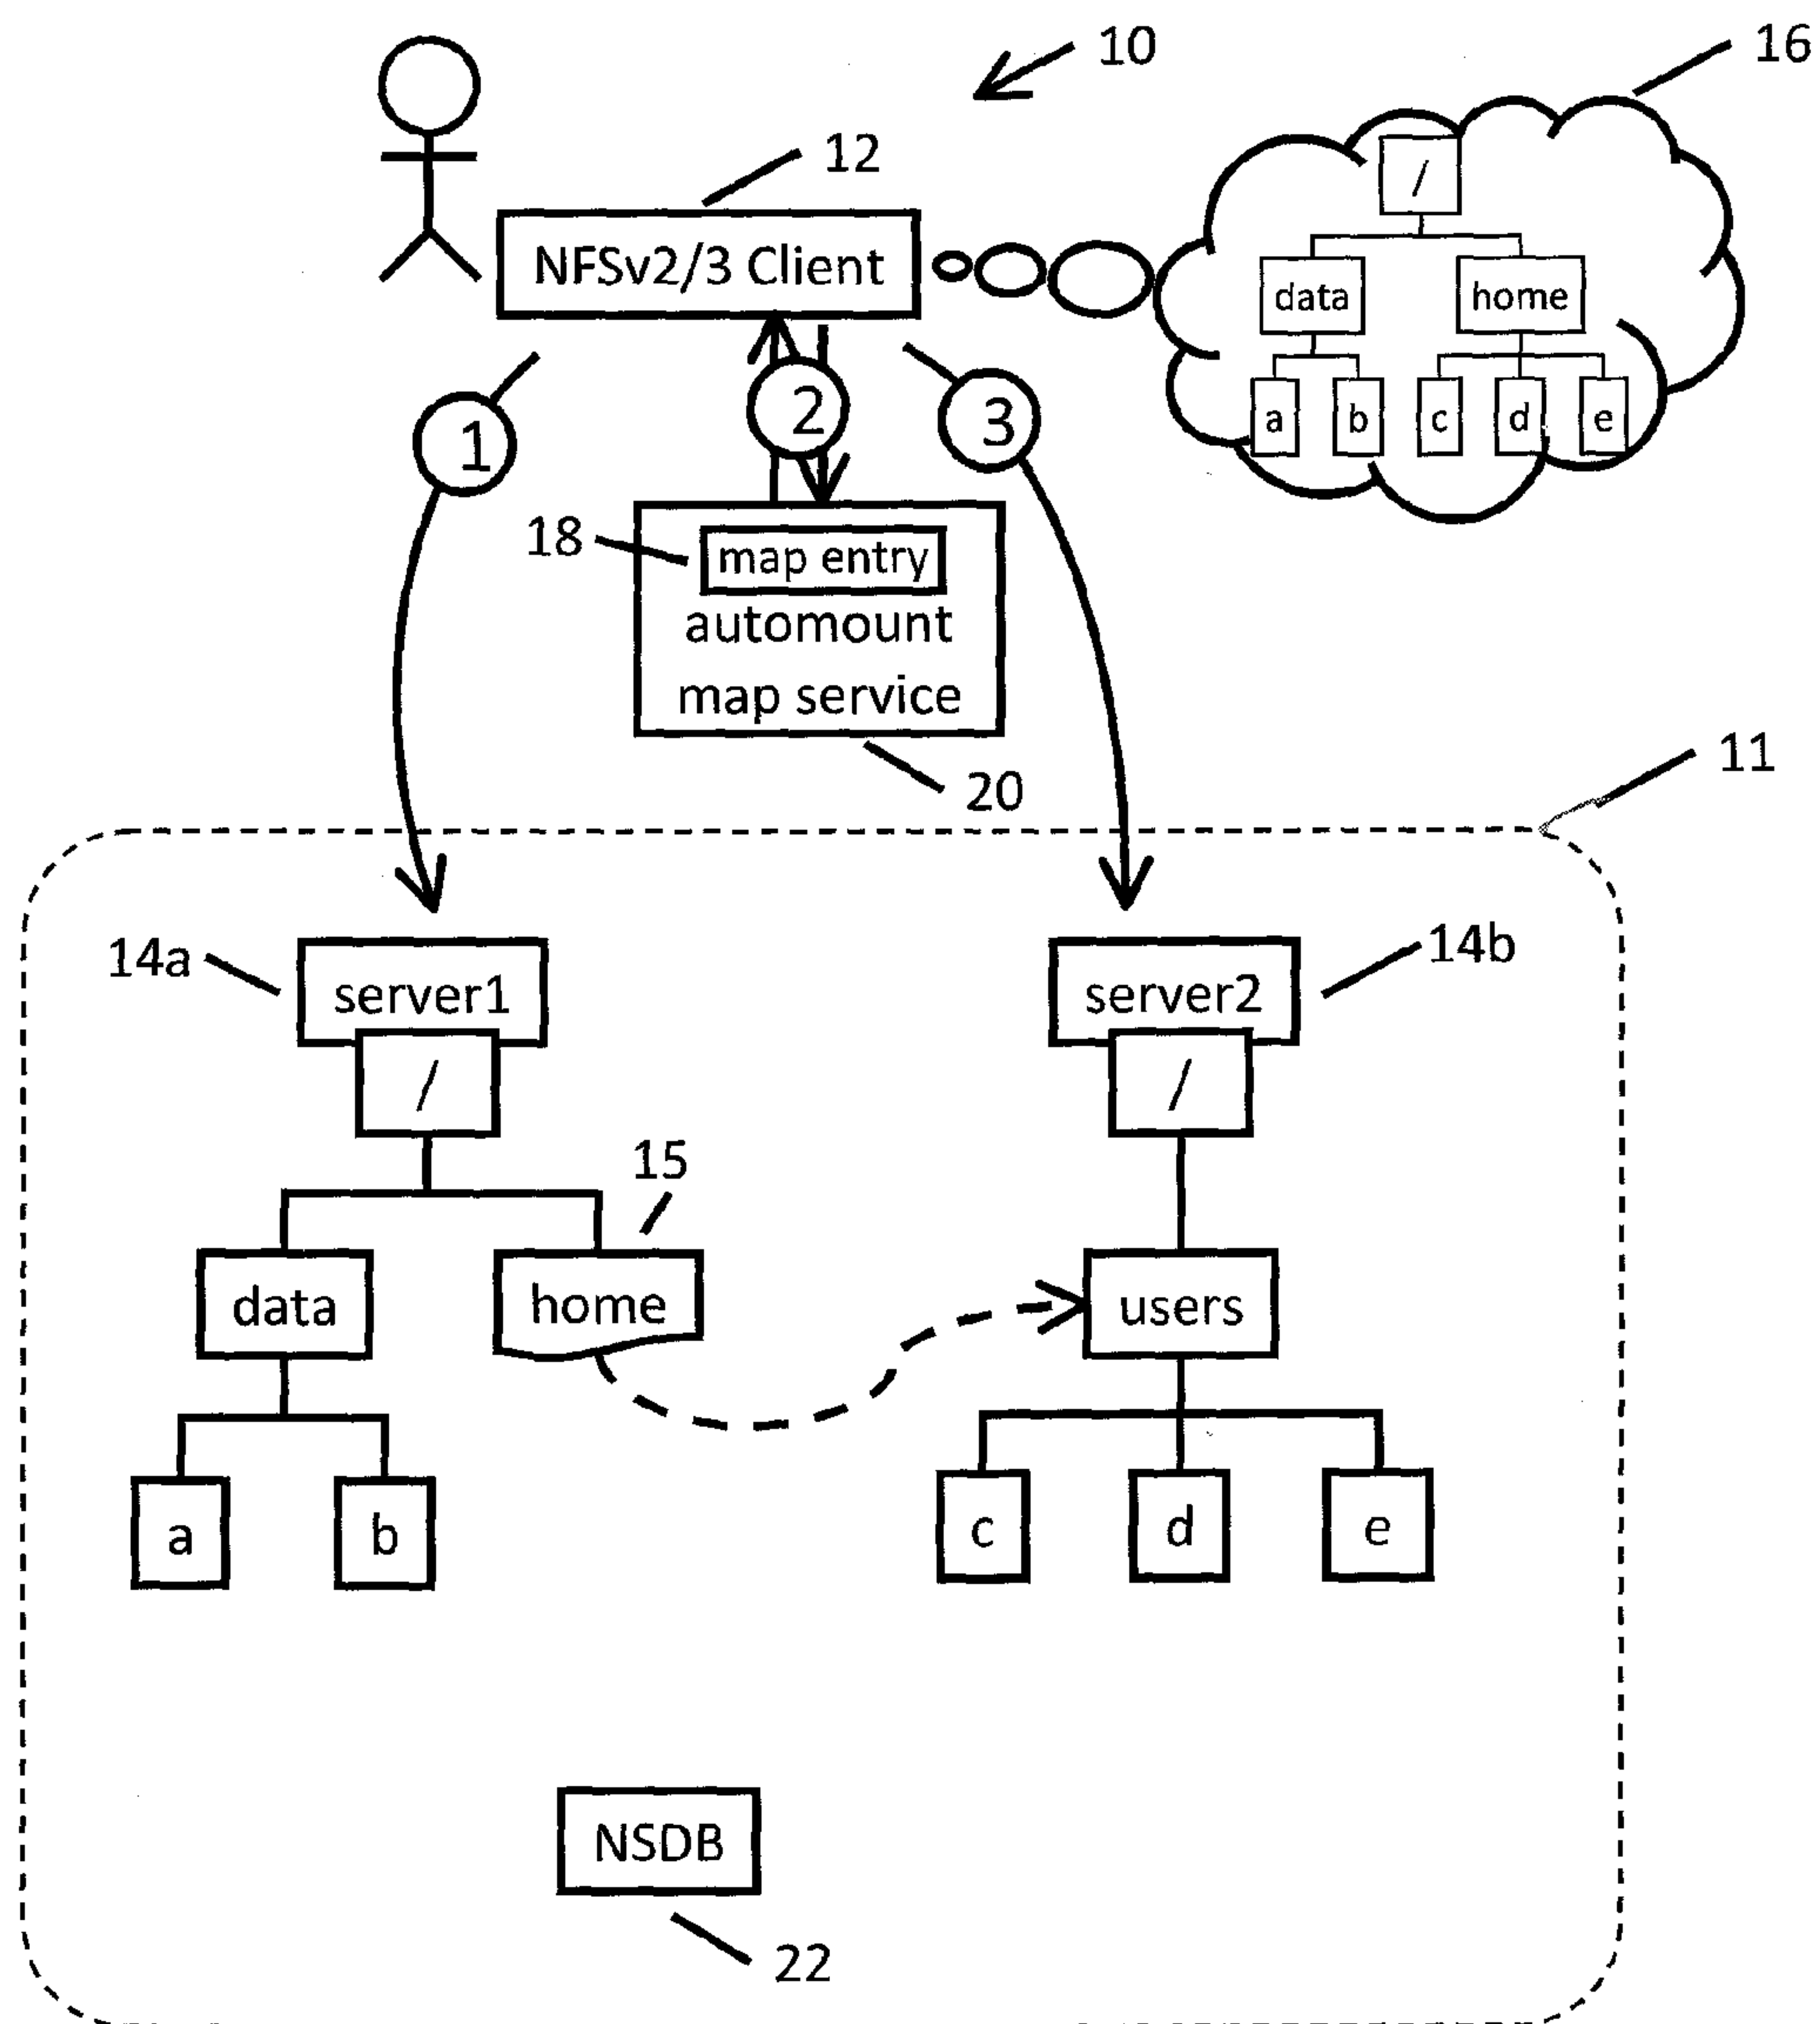 10
16
12
/
NFSv2/3 Client
data
home
1
2
3
a
b
c
d
e
18
map entry
automount
map service
20
11
14a
server1
14b
server2
/
/
15
data
home
users
a
b
c
d
e
NSDB
22